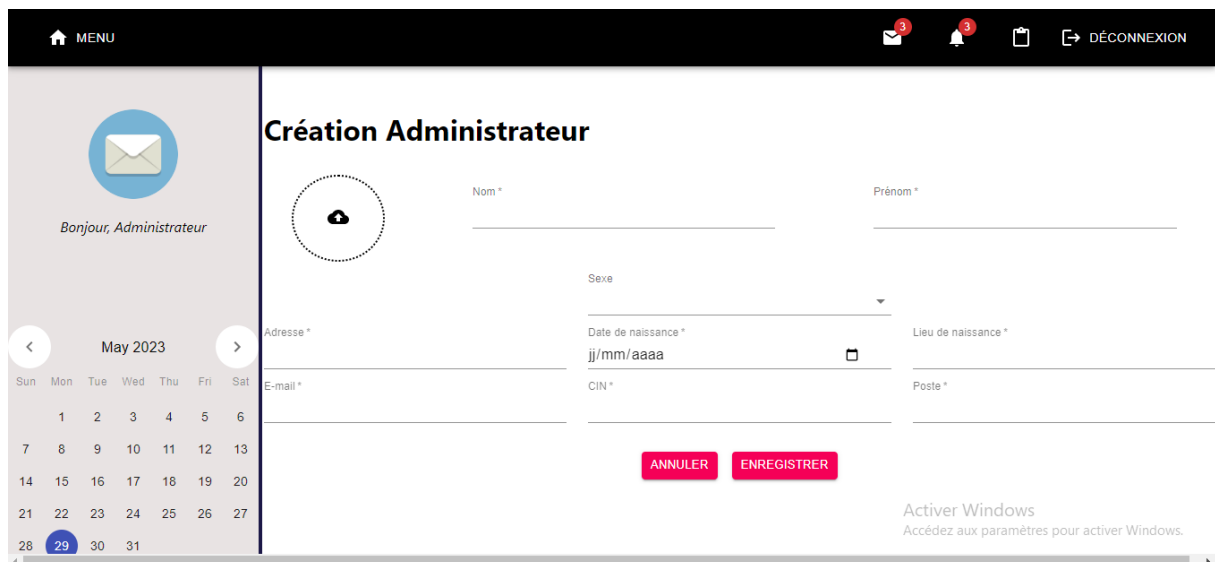 MENU
3
3
DÉCONNEXION
Bonjour, Administrateur
May 2023
Sun Mon Tue Wed Thu Fri Sat
1 2 3 4 5 6
7 8 9 10 11 12 13
14 15 16 17 18 19 20
21 22 23 24 25 26 27
28 29 30 31
Création Administrateur
Nom *
Prénom *
Sexe
Adresse *
Date de naissance *
jj/mm/aaaa
Lieu de naissance *
E-mail *
CIN *
Poste *
ANNULER
ENREGISTRER
Activer Windows
Accédez aux paramètres pour activer Windows.